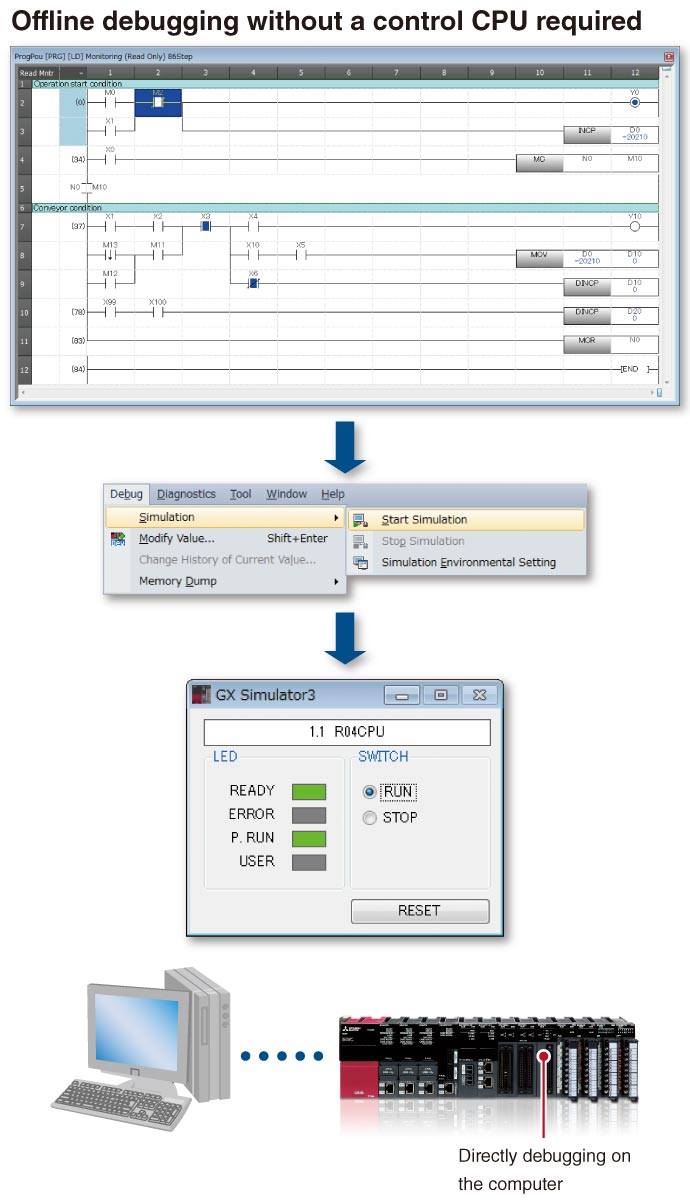 Offline debugging without a control CPU required
ProgPou [PRG] [LD] Monitoring (Read Only) 86Step
Read Mntr 1 2 3 4 5 6 7 8 9 10 11 12
1 Operation start condition
M0 M2 Y0
2 (0)
X1
3 INCP D0
-20210
X0
4 (34) MC N0 M10
5 N0 M10
6 Conveyor condition
X1 X2 X3 X4 Y10
7 (37)
M13 M11 X10 X5
8 MOV D0 D10
-20210 0
M12 X6
9 DINCP D10
0
X99 X100
10 (78) DINCP D20
0
11 (83) MCR N0
12 (84) [END ]
Debug Diagnostics Tool Window Help
Simulation Start Simulation
Modify Value... Shift+Enter Stop Simulation
Change History of Current Value... Simulation Environmental Setting
Memory Dump
GX Simulator3
1.1 R04CPU
LED SWITCH
READY RUN
ERROR STOP
P. RUN
USER
RESET
Directly debugging on
the computer